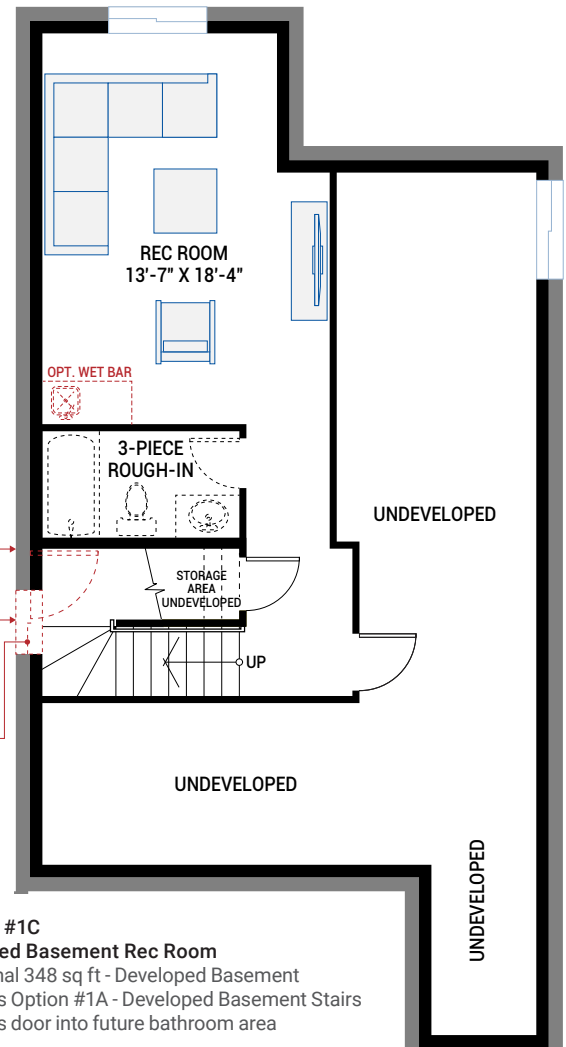 REC ROOM
13'-7" X 18'-4"
OPT. WET BAR
3-PIECE
ROUGH-IN
UNDEVELOPED
STORAGE
AREA
UNDEVELOPED
UP
UNDEVELOPED
UNDEVELOPED
#1C
Basement Rec Room
348 sq ft - Developed Basement
Option #1A - Developed Basement Stairs
door into future bathroom area